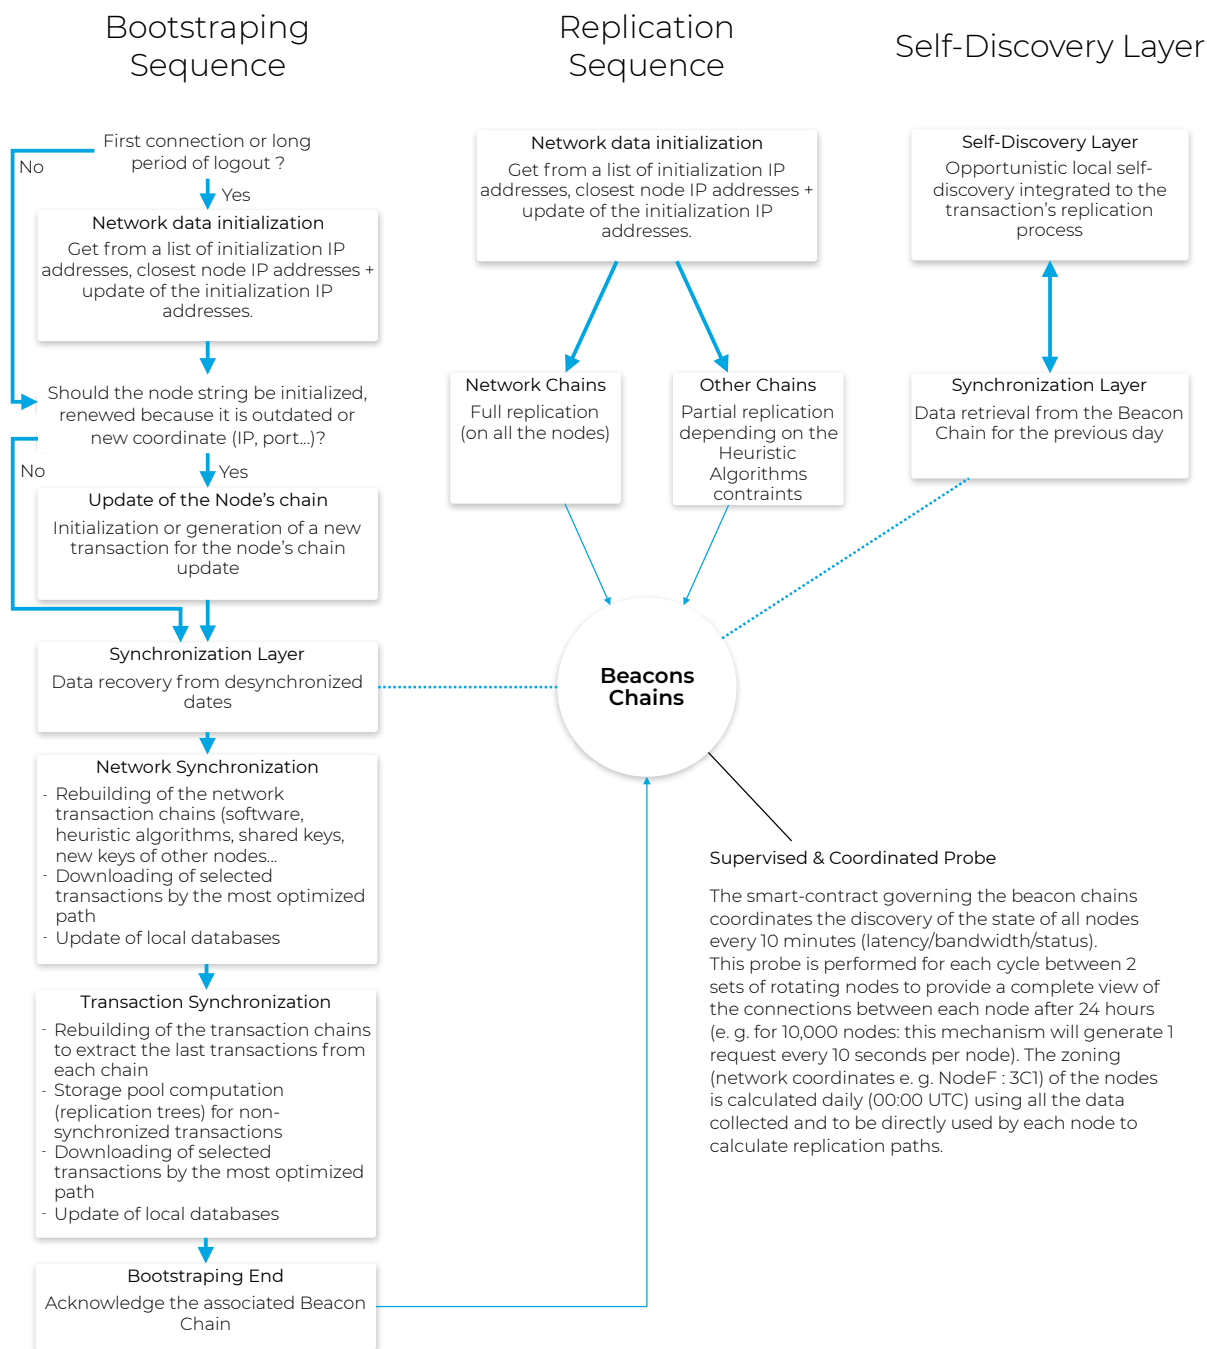 Bootstraping
Sequence
First connection or long
period of logout ?
No
Yes
Network data initialization
Get from a list of initialization IP
addresses, closest node IP addresses +
update of the initialization IP
addresses.
Should the node string be initialized,
renewed because it is outdated or
new coordinate (IP, port...)?
No
Yes
Update of the Node's chain
Initialization or generation of a new
transaction for the node's chain
update
Synchronization Layer
Data recovery from desynchronized
dates
Network Synchronization
- Rebuilding of the network
transaction chains (software,
heuristic algorithms, shared keys,
new keys of other nodes...
- Downloading of selected
transactions by the most optimized
path
- Update of local databases
Transaction Synchronization
- Rebuilding of the transaction chains
to extract the last transactions from
each chain
- Storage pool computation
(replication trees) for non-
synchronized transactions
- Downloading of selected
transactions by the most optimized
path
- Update of local databases
Bootstraping End
Acknowledge the associated Beacon
Chain
Replication
Sequence
Network data initialization
Get from a list of initialization IP
addresses, closest node IP addresses +
update of the initialization IP
addresses.
Network Chains
Full replication
(on all the nodes)
Other Chains
Partial replication
depending on the
Heuristic
Algorithms
contraints
Beacons
Chains
Self-Discovery Layer
Self-Discovery Layer
Opportunistic local self-
discovery integrated to the
transaction's replication
process
Synchronization Layer
Data retrieval from the Beacon
Chain for the previous day
Supervised & Coordinated Probe
The smart-contract governing the beacon chains
coordinates the discovery of the state of all nodes
every 10 minutes (latency/bandwidth/status).
This probe is performed for each cycle between 2
sets of rotating nodes to provide a complete view of
the connections between each node after 24 hours
(e. g. for 10,000 nodes: this mechanism will generate 1
request every 10 seconds per node). The zoning
(network coordinates e. g. NodeF : 3C1) of the nodes
is calculated daily (00:00 UTC) using all the data
collected and to be directly used by each node to
calculate replication paths.